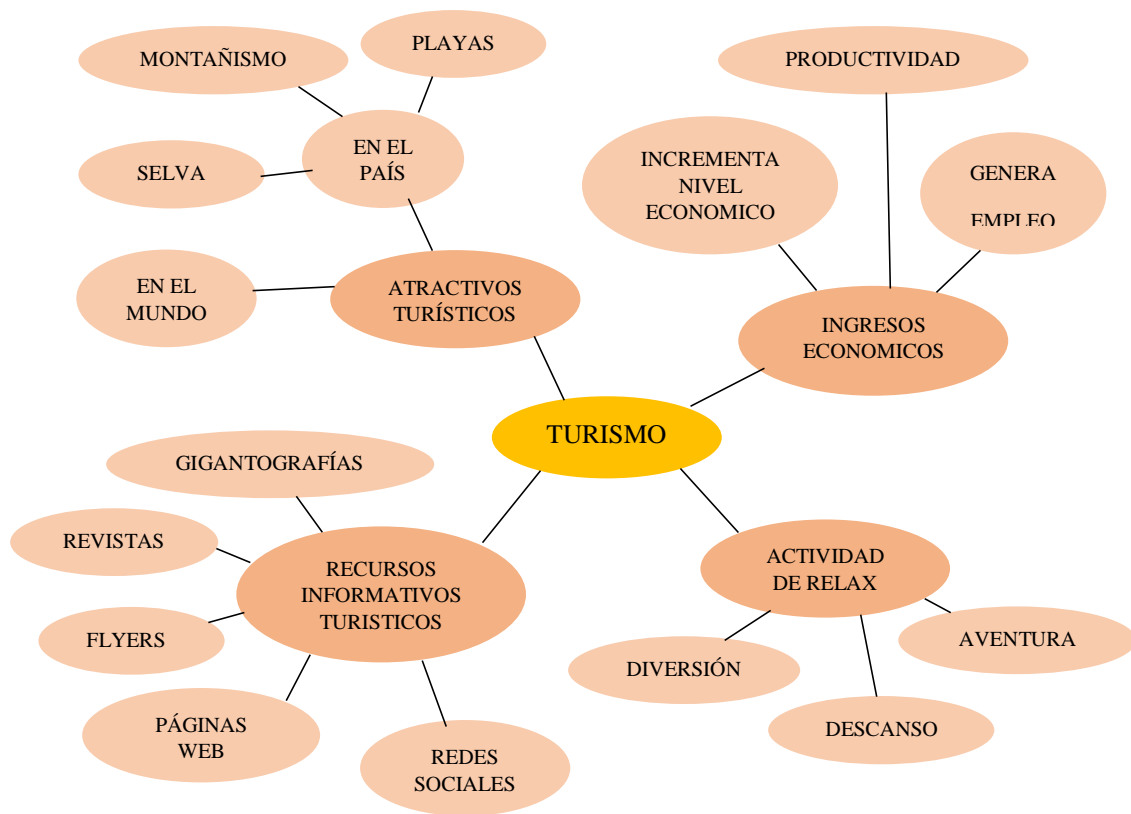 MONTAÑISMO
PLAYAS
EN EL
PAÍS
SELVA
EN EL
MUNDO
ATRACTIVOS
TURÍSTICOS
PRODUCTIVIDAD
INCREMENTA
NIVEL
ECONOMICO
GENERA
EMPLEO
INGRESOS
ECONOMICOS
TURISMO
GIGANTOGRAFÍAS
REVISTAS
RECURSOS
INFORMATIVOS
TURISTICOS
FLYERS
PÁGINAS
WEB
REDES
SOCIALES
ACTIVIDAD
DE RELAX
AVENTURA
DIVERSIÓN
DESCANSO